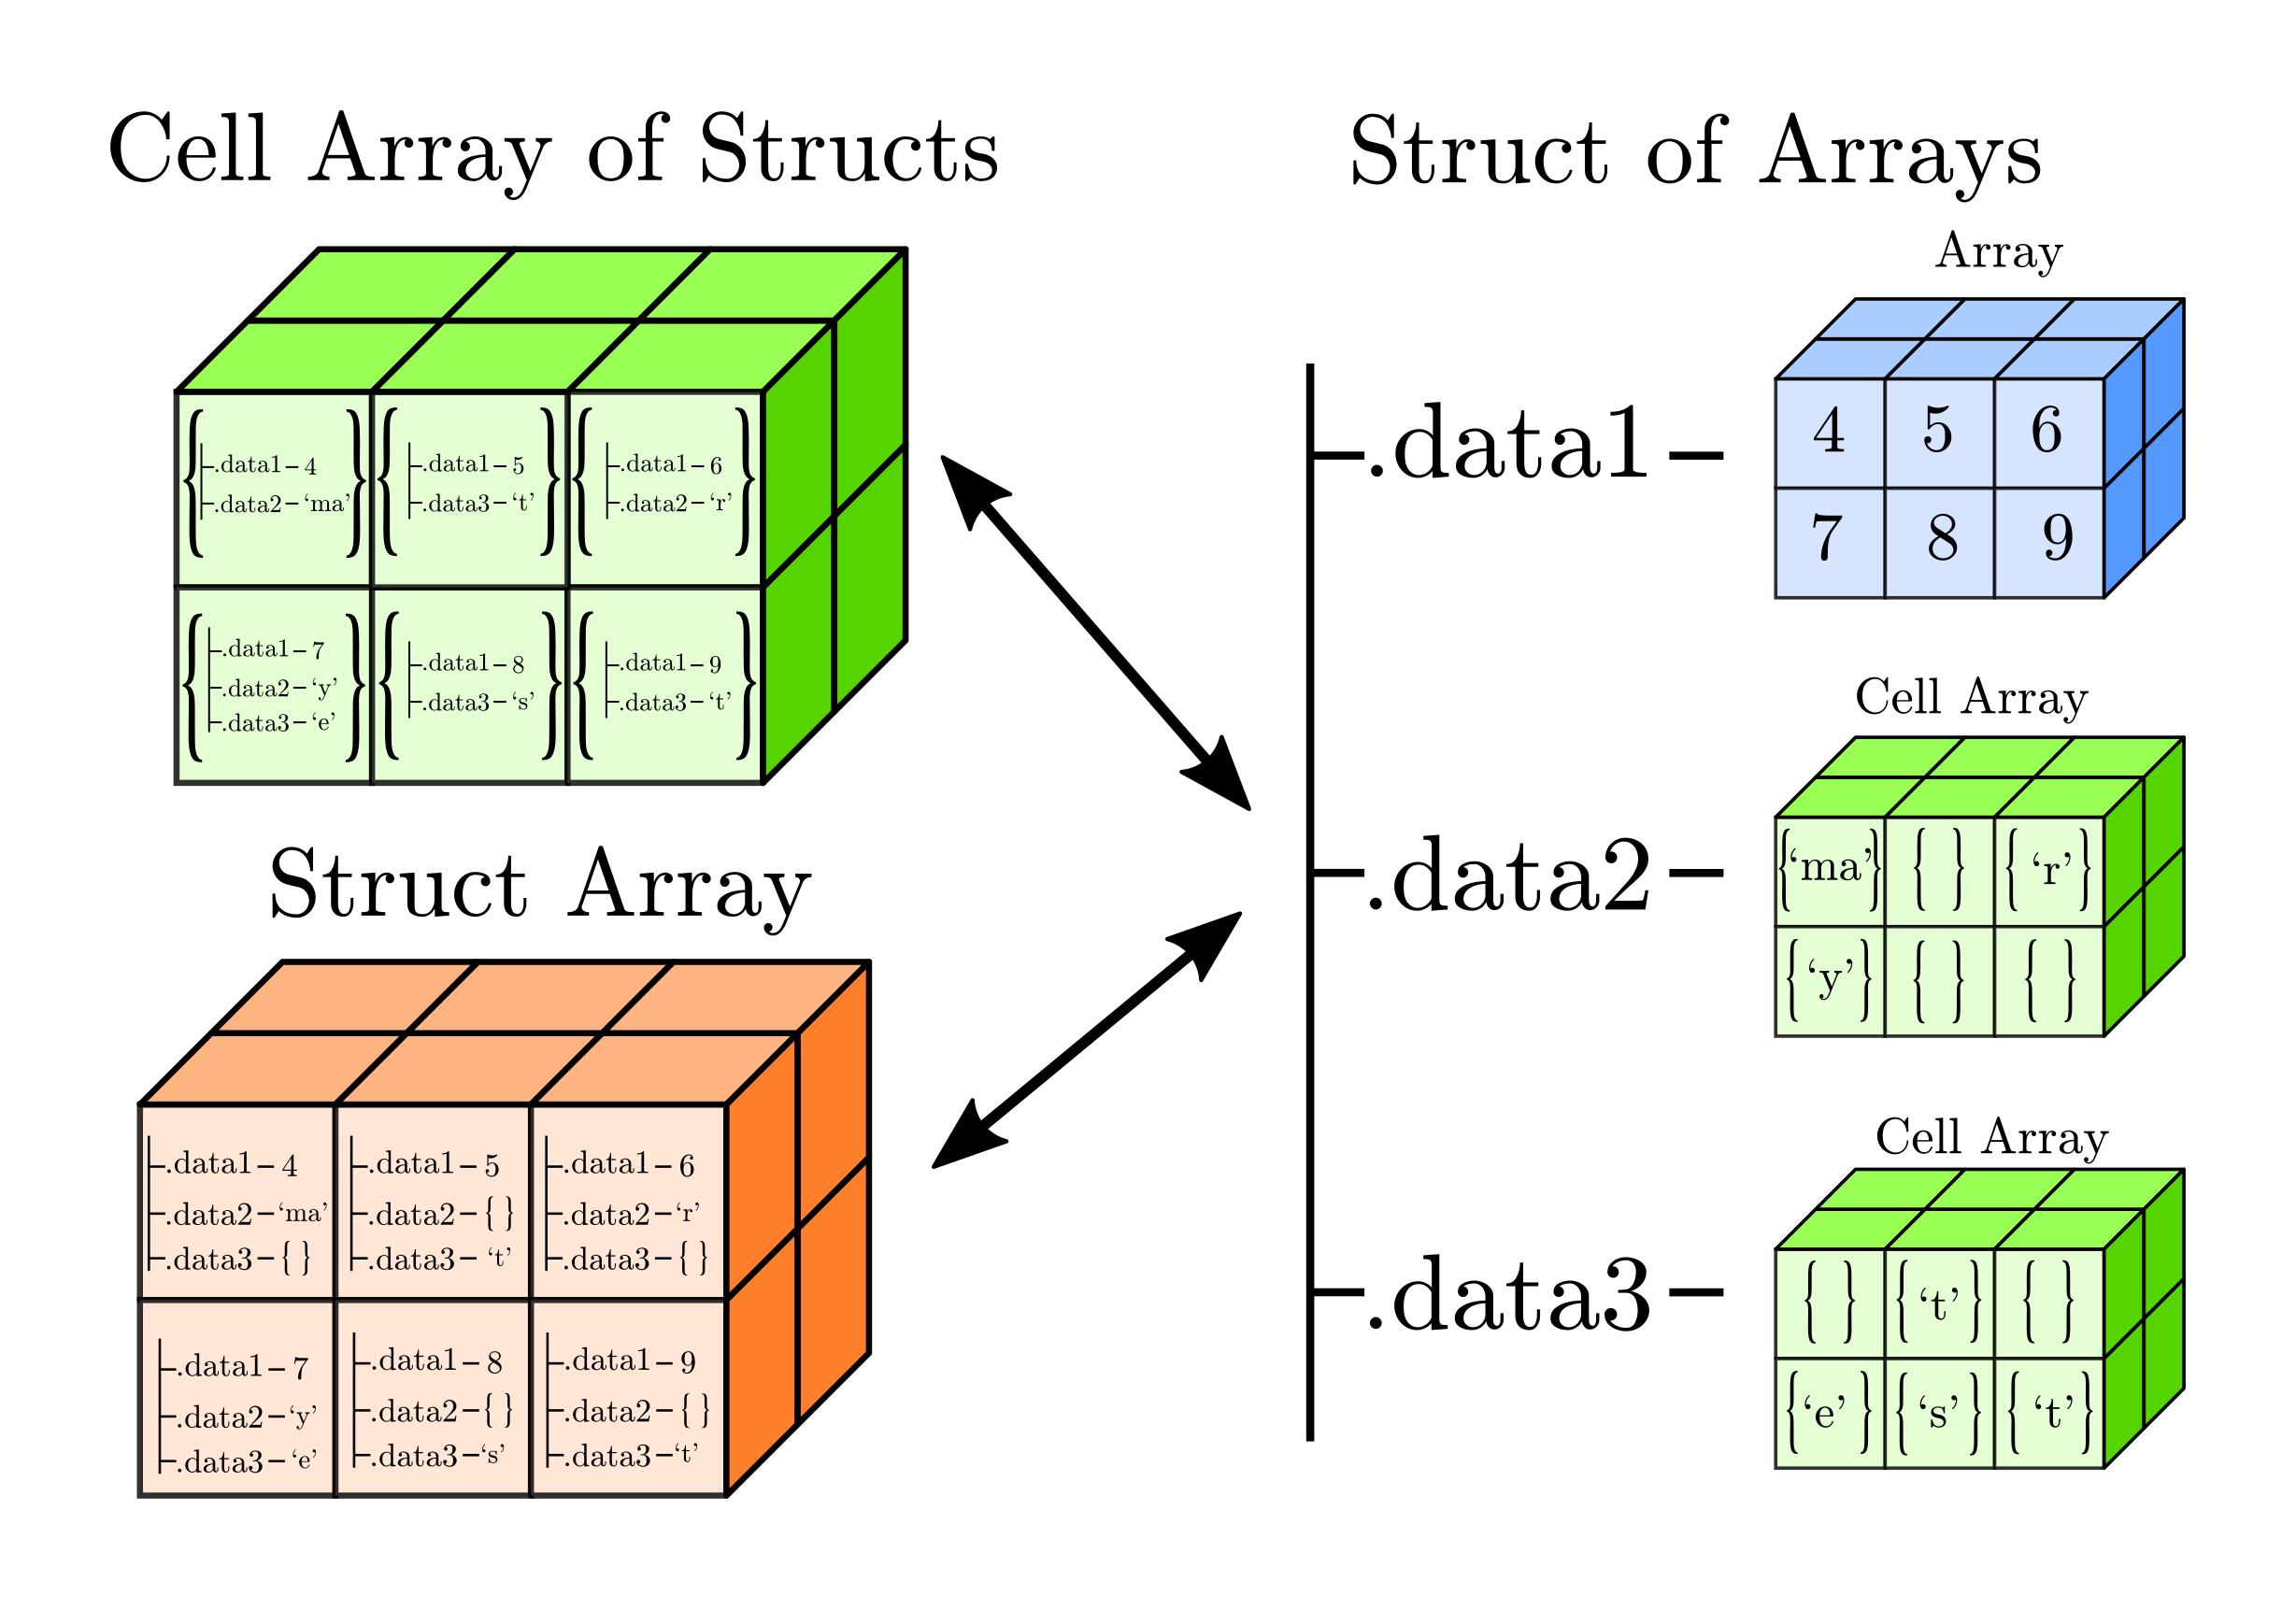 Cell Array of Structs
.data1 – 4
.data2 – ‘ma’
.data1 – 5
.data3 – ‘t’
.data1 – 6
.data2 – ‘r’
.data1 – 7
.data2 – ‘y’
.data3 – ‘e’
.data1 – 8
.data3 – ‘s’
.data1 – 9
.data3 – ‘t’
Struct Array
.data1 – 4
.data2 – ‘ma’
.data3 – { }
.data1 – 5
.data2 – { }
.data3 – ‘t’
.data1 – 6
.data2 – ‘r’
.data3 – { }
.data1 – 7
.data2 – ‘y’
.data3 – ‘e’
.data1 – 8
.data2 – { }
.data3 – ‘s’
.data1 – 9
.data2 – { }
.data3 – ‘t’
Struct of Arrays
.data1 –
Array
4 5 6
7 8 9
.data2 –
Cell Array
{‘ma’} { } {‘r’}
{‘y’} { } { }
.data3 –
Cell Array
{ } {‘t’} { }
{‘e’} {‘s’} {‘t’}